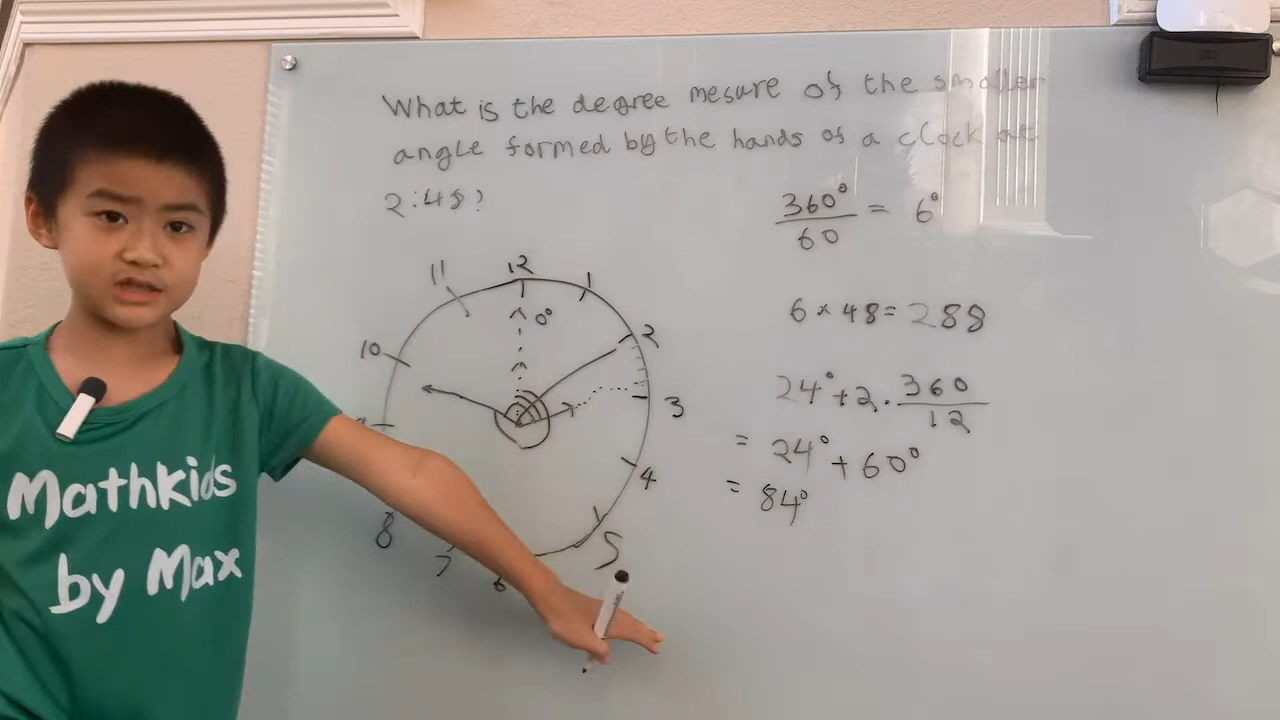 What is the degree mesure of the smaller
angle formed by the hands of a clock at
2:48?
360° / 60 = 6°
6 × 48 = 288
24° + 2 · 360 / 12
= 24° + 60°
= 84°
12
1
2
3
4
5
6
7
8
10
11
0°
Mathkids
by Max